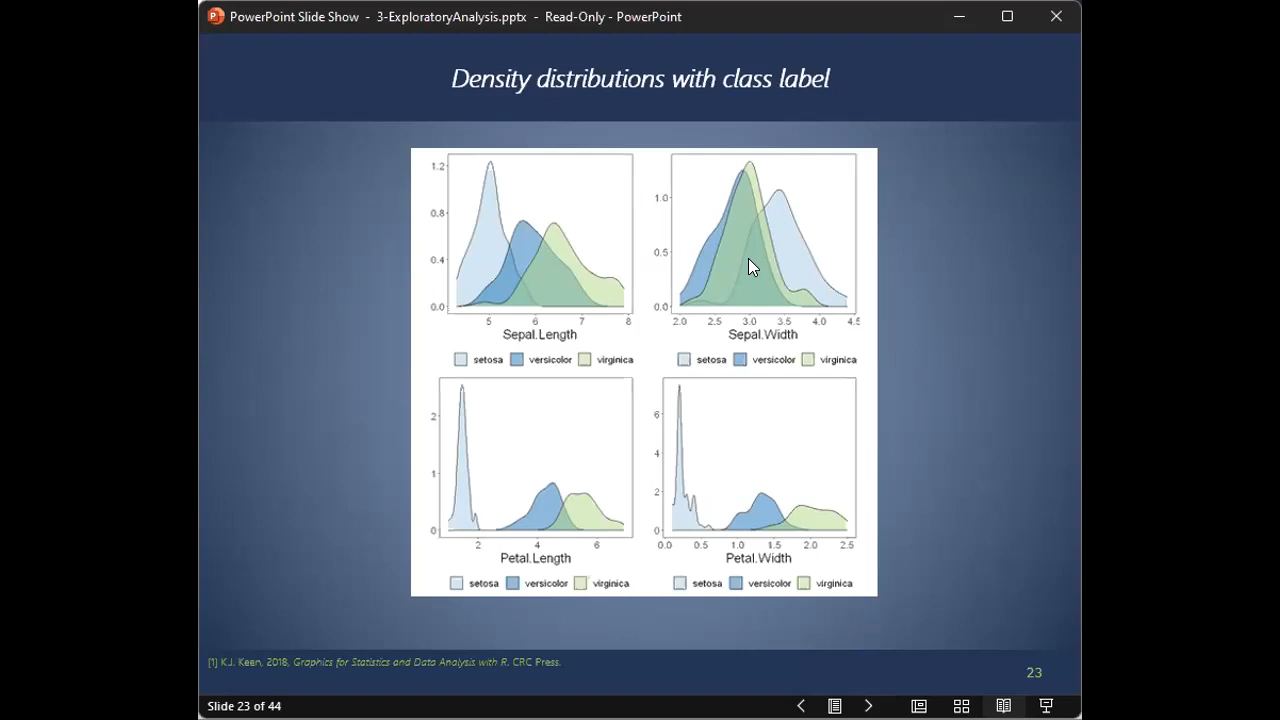 PowerPoint Slide Show - 3-ExploratoryAnalysis.pptx - Read-Only - PowerPoint
Density distributions with class label
1.2
0.8
0.4
0.0
5 6 7 8
Sepal.Length
setosa versicolor virginica
1.0
0.5
0.0
2.0 2.5 3.0 3.5 4.0 4.5
Sepal.Width
setosa versicolor virginica
2
1
0
2 4 6
Petal.Length
setosa versicolor virginica
6
4
2
0
0.0 0.5 1.0 1.5 2.0 2.5
Petal.Width
setosa versicolor virginica
[1] K.J. Keen, 2018, Graphics for Statistics and Data Analysis with R. CRC Press.
23
Slide 23 of 44